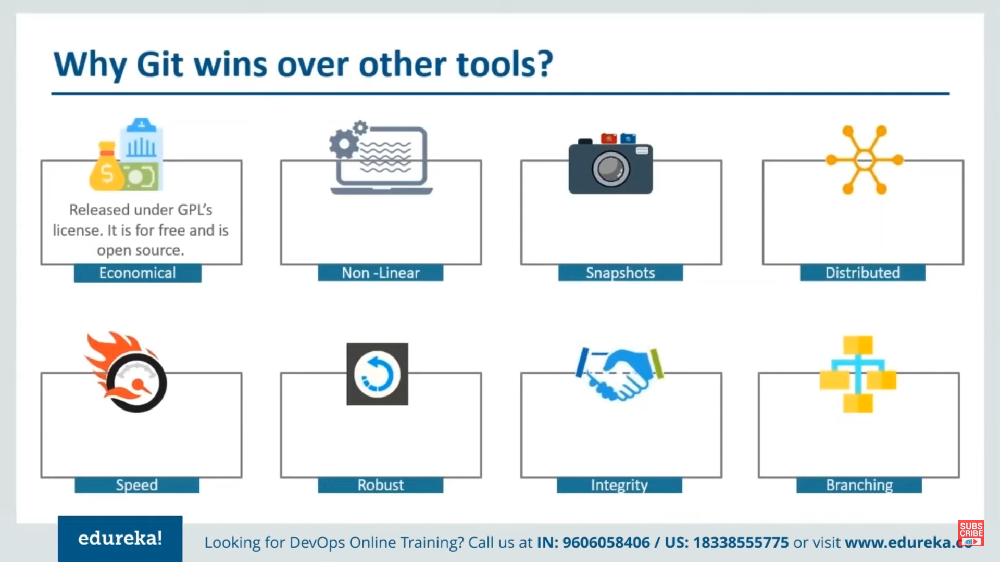 Why Git wins over other tools?
Released under GPL’s
license. It is for free and is
open source.
Economical
Non -Linear
Snapshots
Distributed
Speed
Robust
Integrity
Branching
edureka!
Looking for DevOps Online Training? Call us at IN: 9606058406 / US: 18338555775 or visit www.edureka.co
SUBS
CRIBE
e!